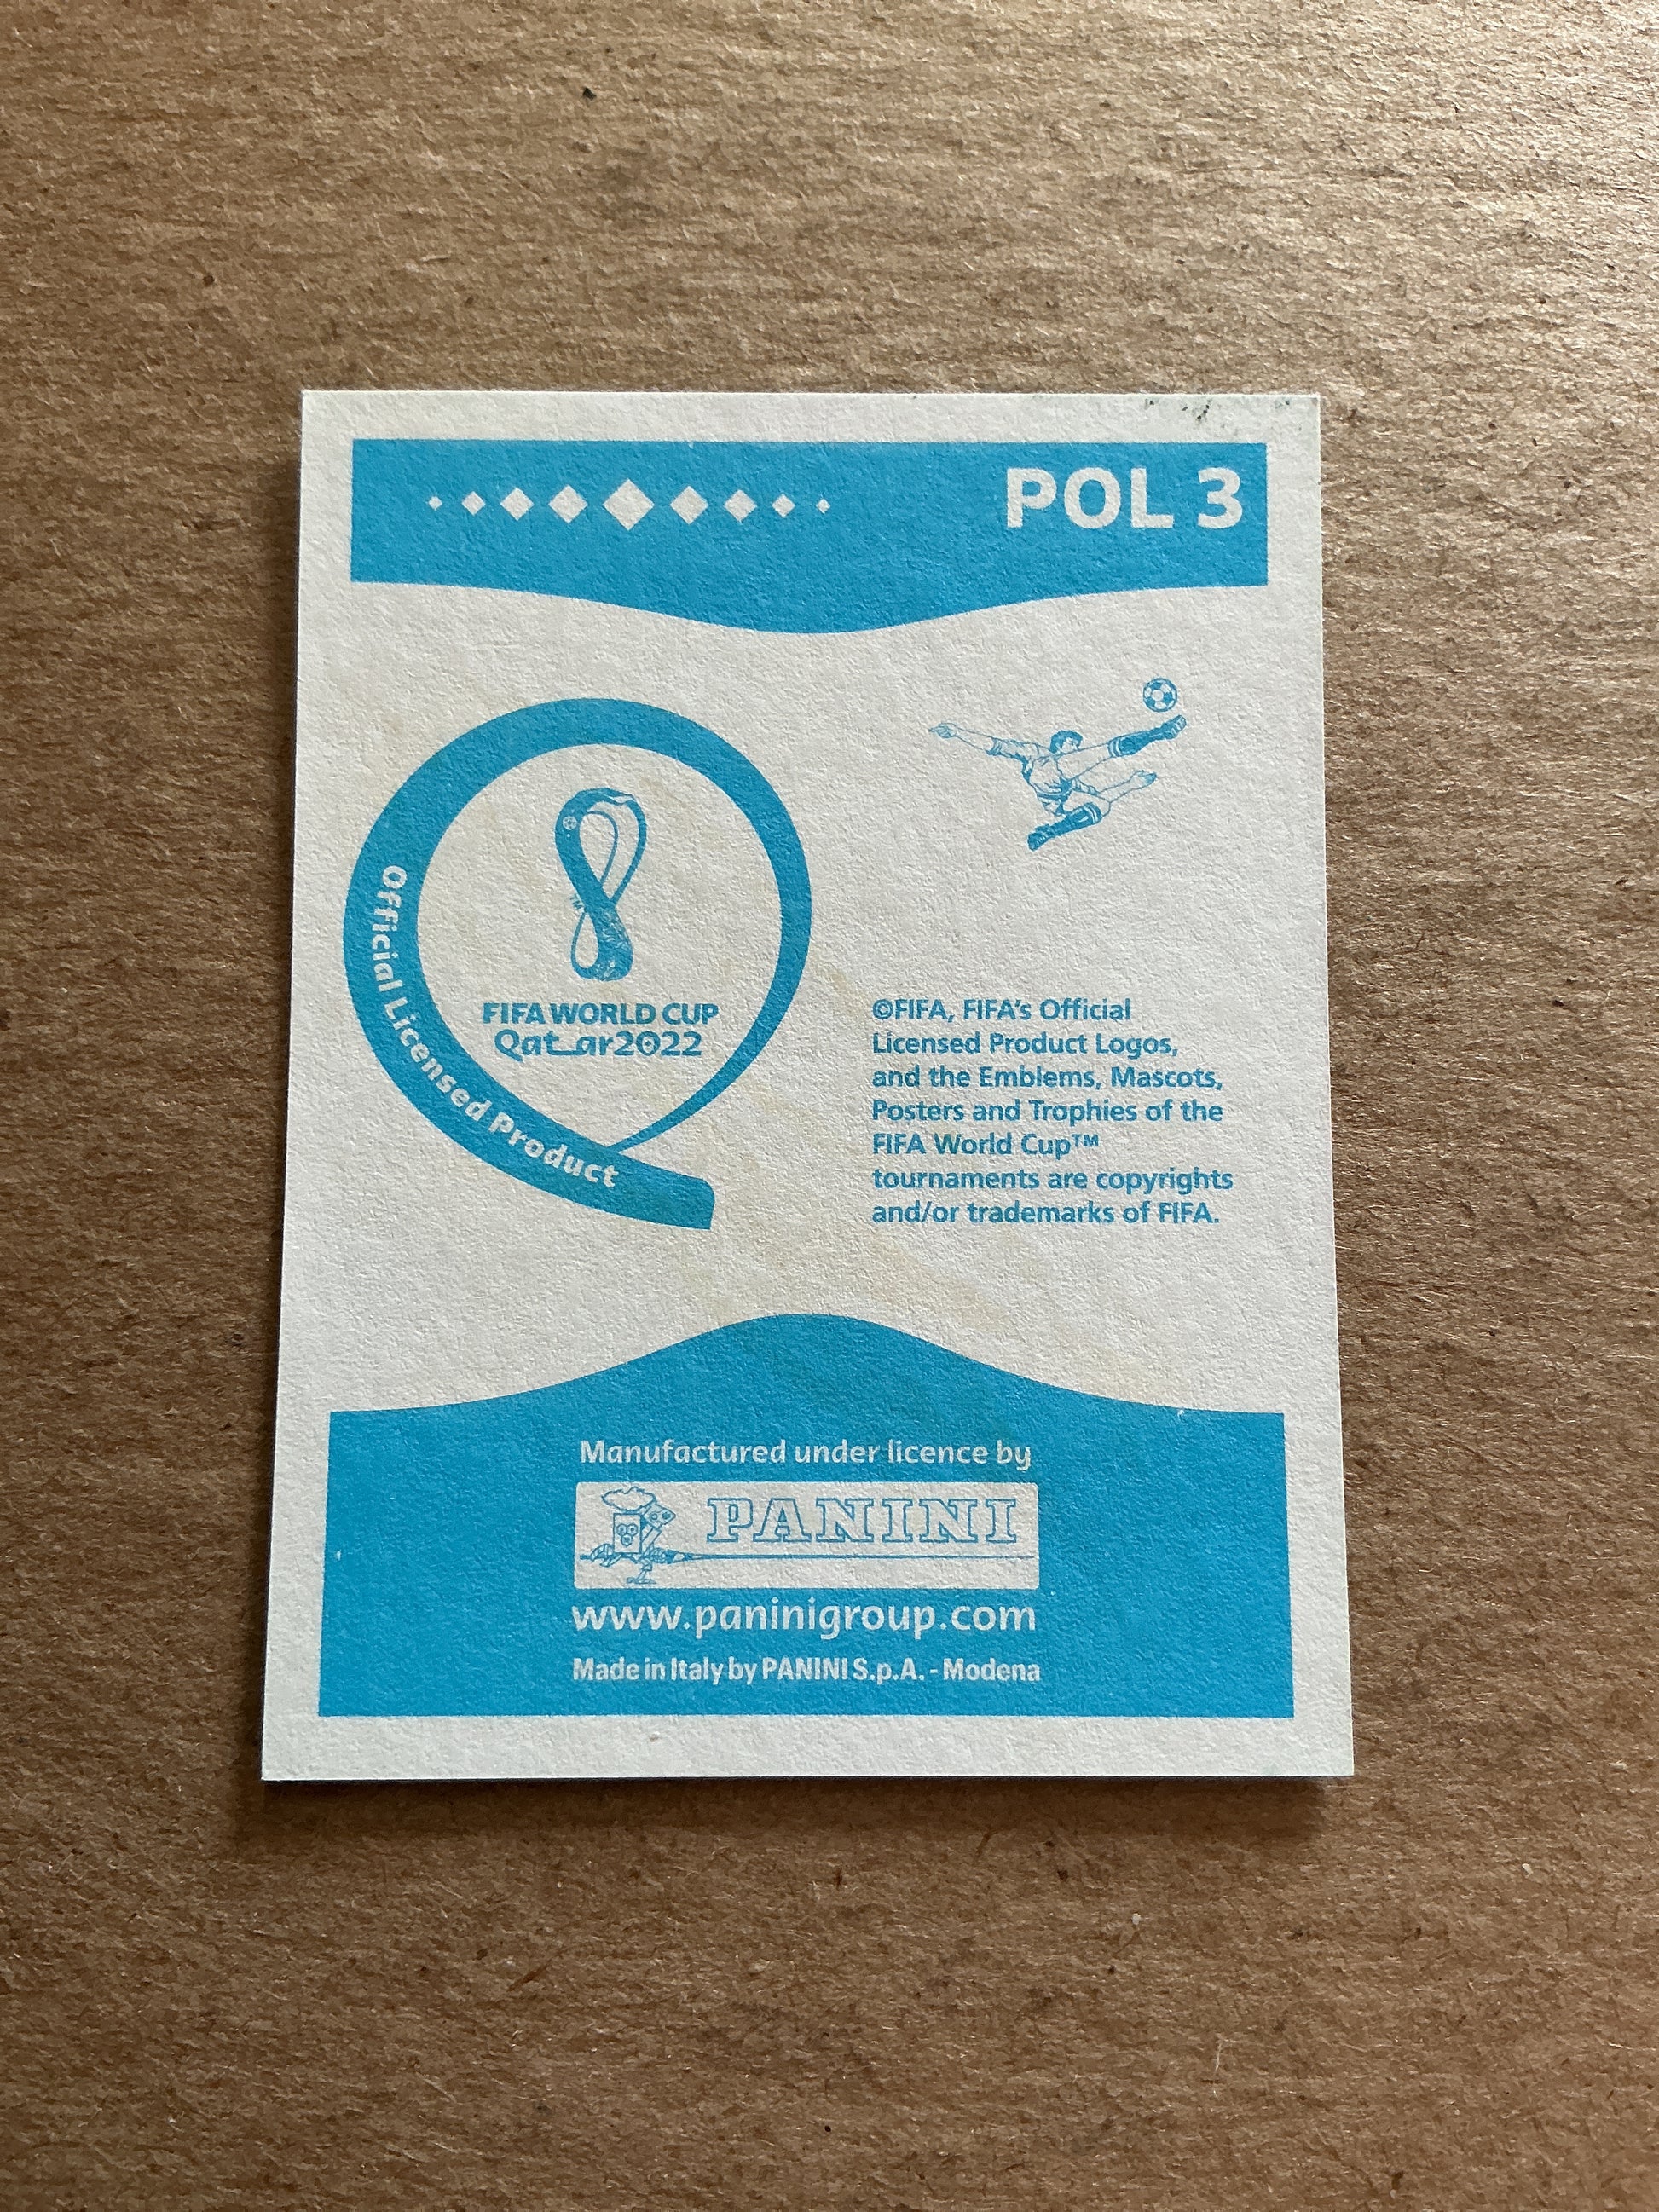 POL 3
Official Licensed Product
FIFA WORLD CUP
Qatar2022
©FIFA, FIFA's Official
Licensed Product Logos,
and the Emblems, Mascots,
Posters and Trophies of the
FIFA World Cup™
tournaments are copyrights
and/or trademarks of FIFA.
Manufactured under licence by
PANINI
www.paninigroup.com
Made in Italy by PANINI S.p.A. - Modena